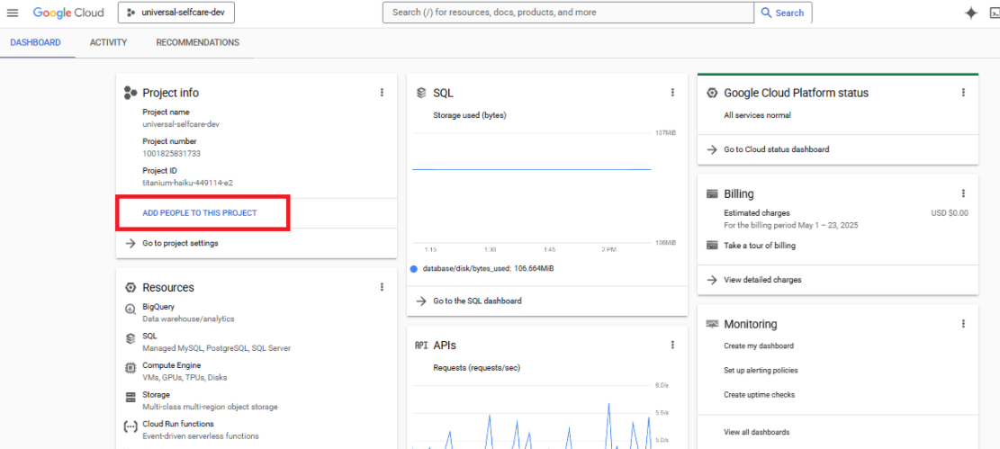 Google Cloud
universal-selfcare-dev
Search (/) for resources, docs, products, and more
Search
DASHBOARD
ACTIVITY
RECOMMENDATIONS
Project info
Project name
universal-selfcare-dev
Project number
1001825831733
Project ID
titanium-haiku-449114-e2
ADD PEOPLE TO THIS PROJECT
Go to project settings
Resources
BigQuery
Data warehouse/analytics
SQL
Managed MySQL, PostgreSQL, SQL Server
Compute Engine
VMs, GPUs, TPUs, Disks
Storage
Multi-class multi-region object storage
Cloud Run functions
Event-driven serverless functions
SQL
Storage used (bytes)
107MiB
106MiB
1:15
1:30
1:45
2 PM
database/disk/bytes_used: 106.664MiB
Go to the SQL dashboard
API APIs
Requests (requests/sec)
6.0/s
5.5/s
5.0/s
Google Cloud Platform status
All services normal
Go to Cloud status dashboard
Billing
Estimated charges
USD $0.00
For the billing period May 1 – 23, 2025
Take a tour of billing
View detailed charges
Monitoring
Create my dashboard
Set up alerting policies
Create uptime checks
View all dashboards